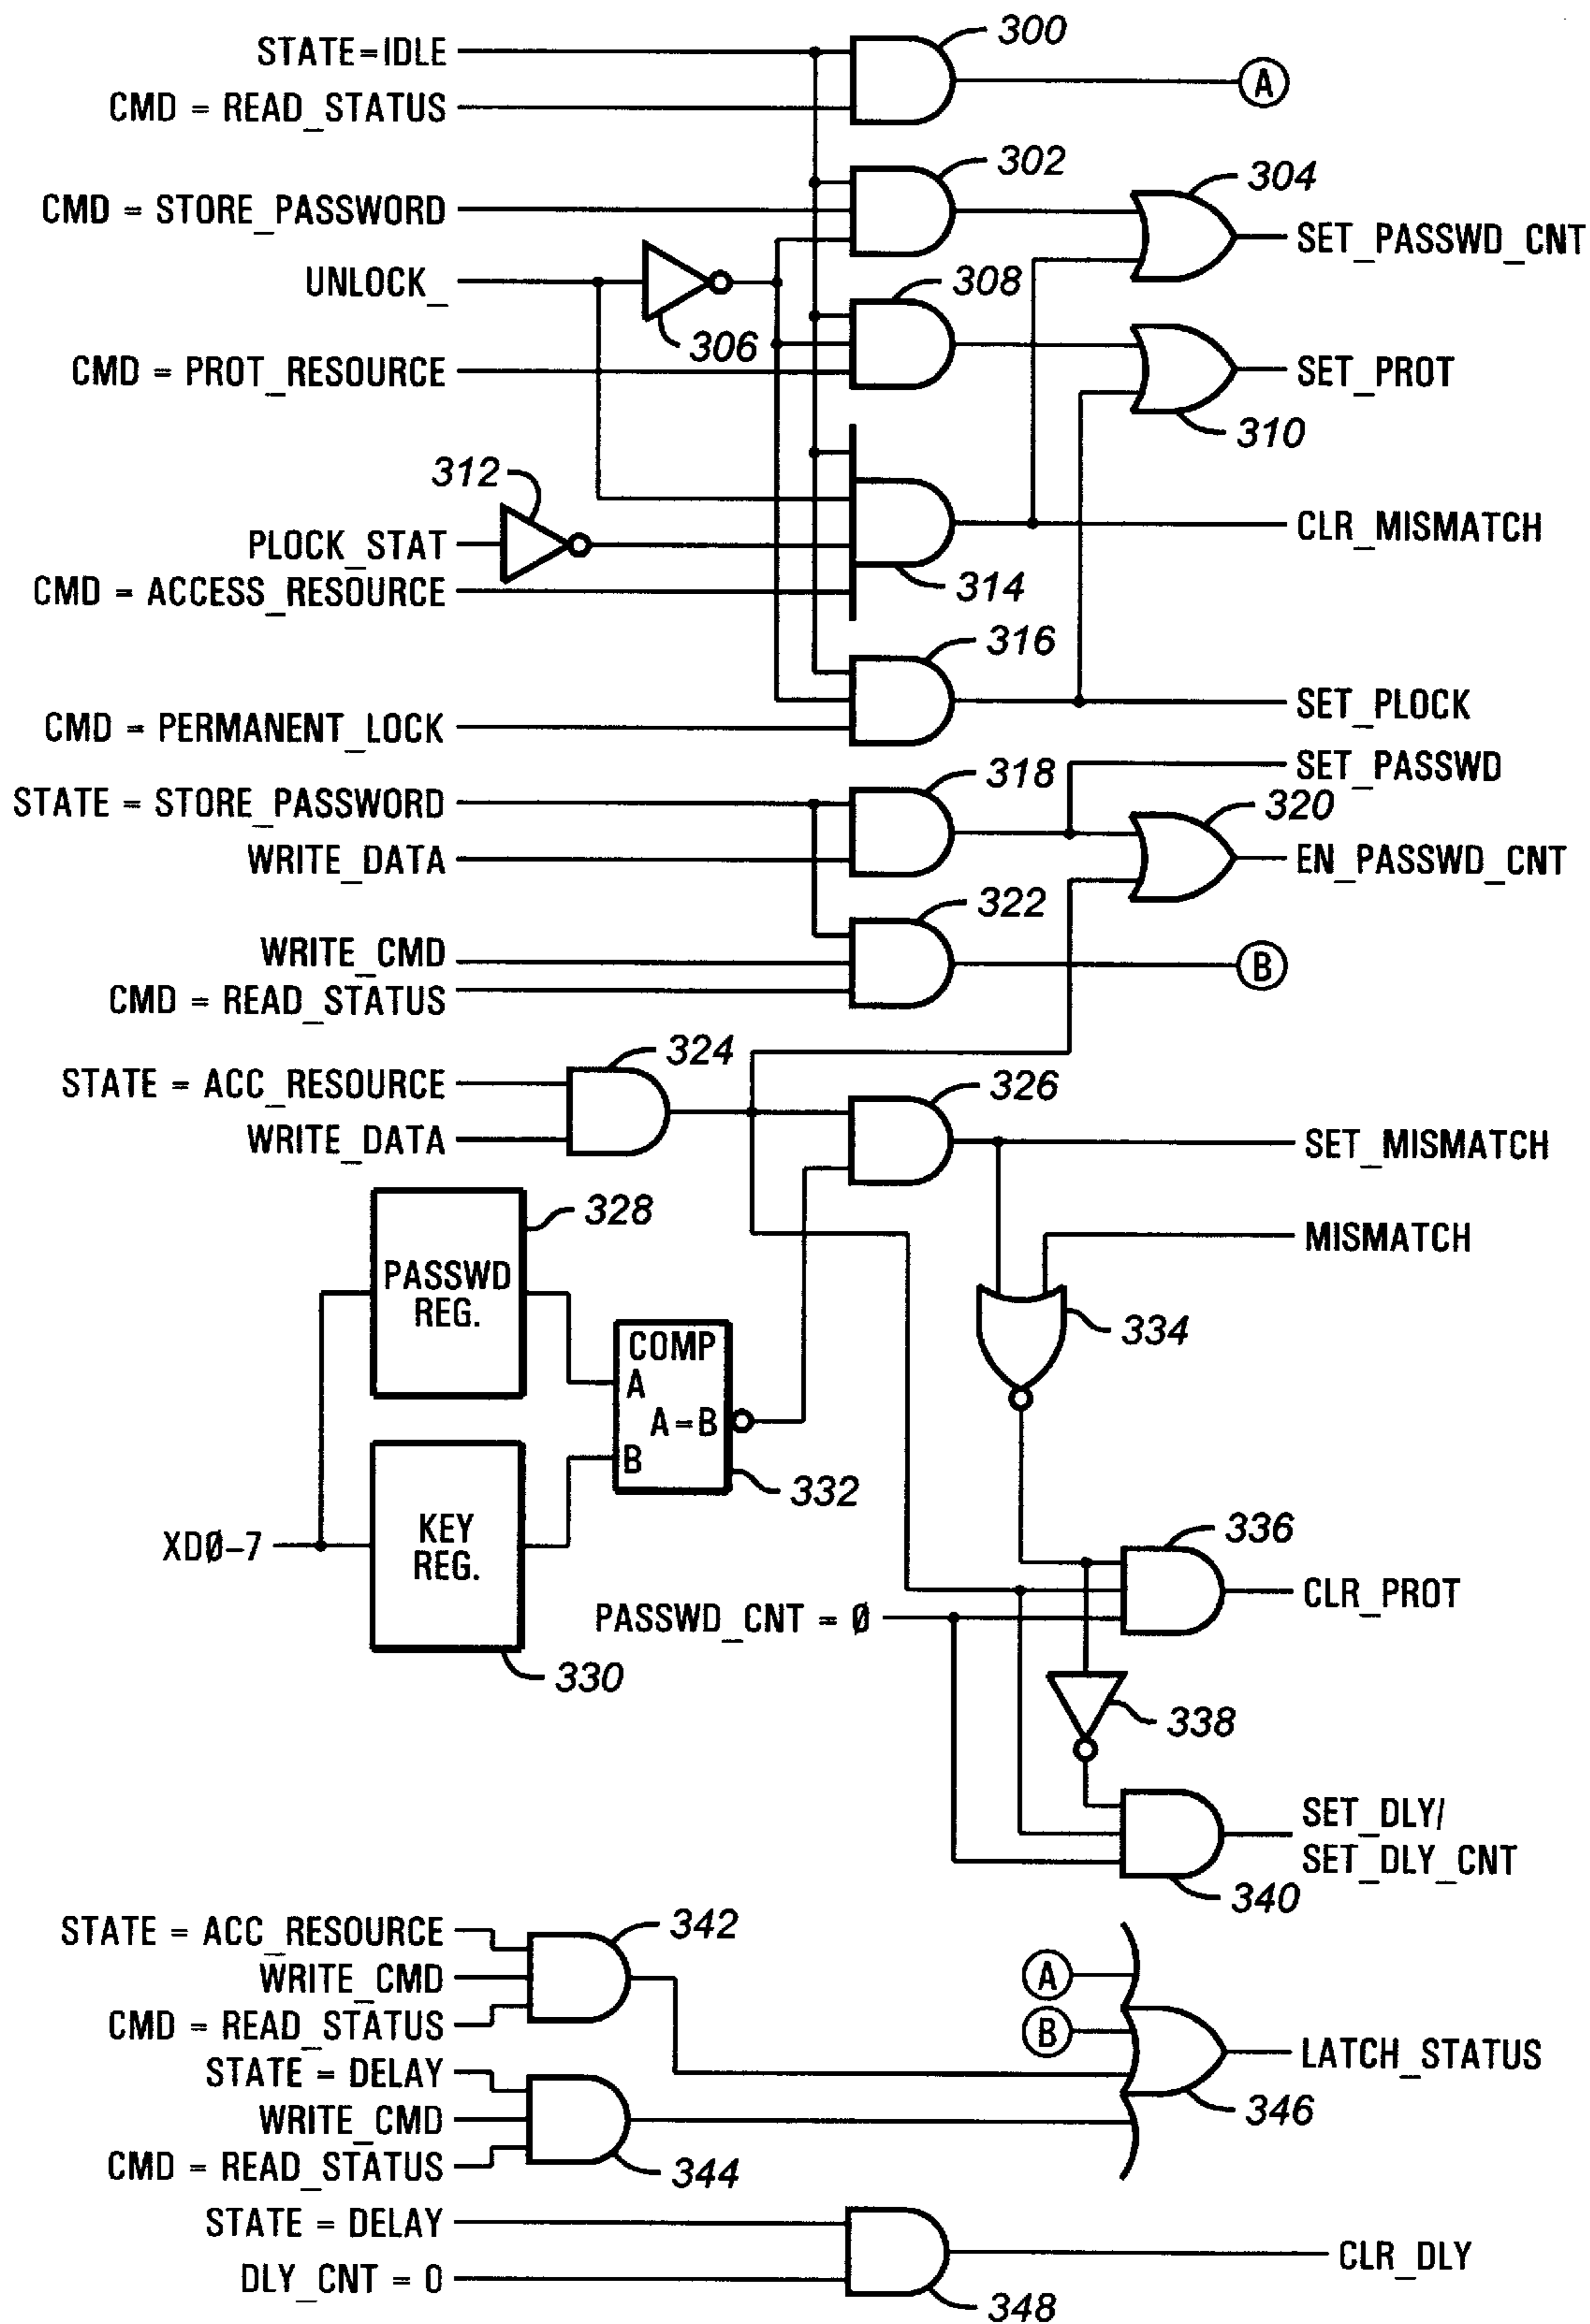 300
STATE=IDLE
A
CMD = READ_STATUS
302
304
CMD = STORE_PASSWORD
SET_PASSWD_CNT
UNLOCK_
308
306
CMD = PROT_RESOURCE
SET_PROT
310
312
CLR_MISMATCH
PLOCK_STAT
314
CMD = ACCESS_RESOURCE
316
SET_PLOCK
CMD = PERMANENT_LOCK
SET_PASSWD
318
STATE = STORE_PASSWORD
320
WRITE_DATA
EN_PASSWD_CNT
322
WRITE_CMD
B
CMD = READ_STATUS
324
STATE = ACC_RESOURCE
326
WRITE_DATA
SET_MISMATCH
328
MISMATCH
PASSWD
REG.
334
COMP
A
A=B
B
332
KEY
REG.
XDØ-7
336
CLR_PROT
PASSWD_CNT = Ø
330
338
SET_DLY/
SET_DLY_CNT
340
STATE = ACC_RESOURCE
342
WRITE_CMD
A
CMD = READ_STATUS
B
LATCH_STATUS
STATE = DELAY
346
WRITE_CMD
CMD = READ_STATUS
344
STATE = DELAY
CLR_DLY
DLY_CNT = 0
348